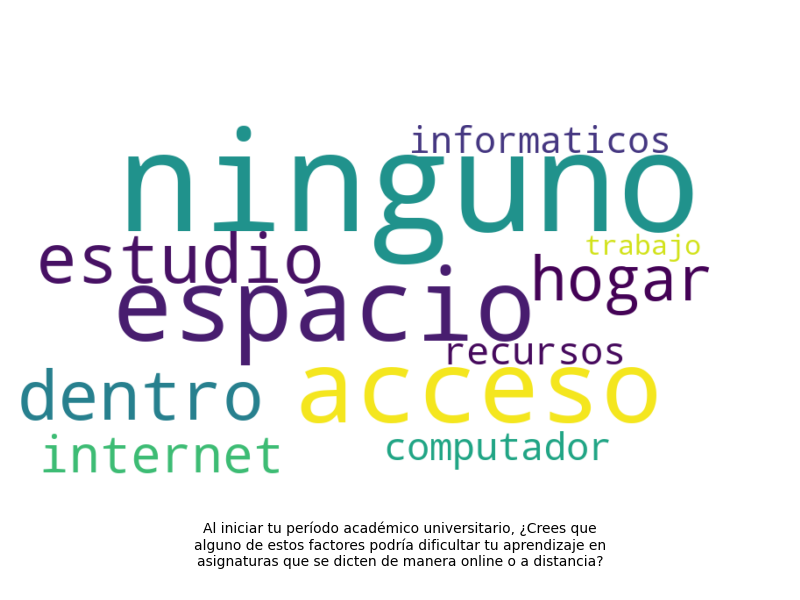 informaticos
ninguno
trabajo
estudio
hogar
espacio
recursos
dentro
acceso
internet
computador
Al iniciar tu período académico universitario, ¿Crees que
alguno de estos factores podría dificultar tu aprendizaje en
asignaturas que se dicten de manera online o a distancia?